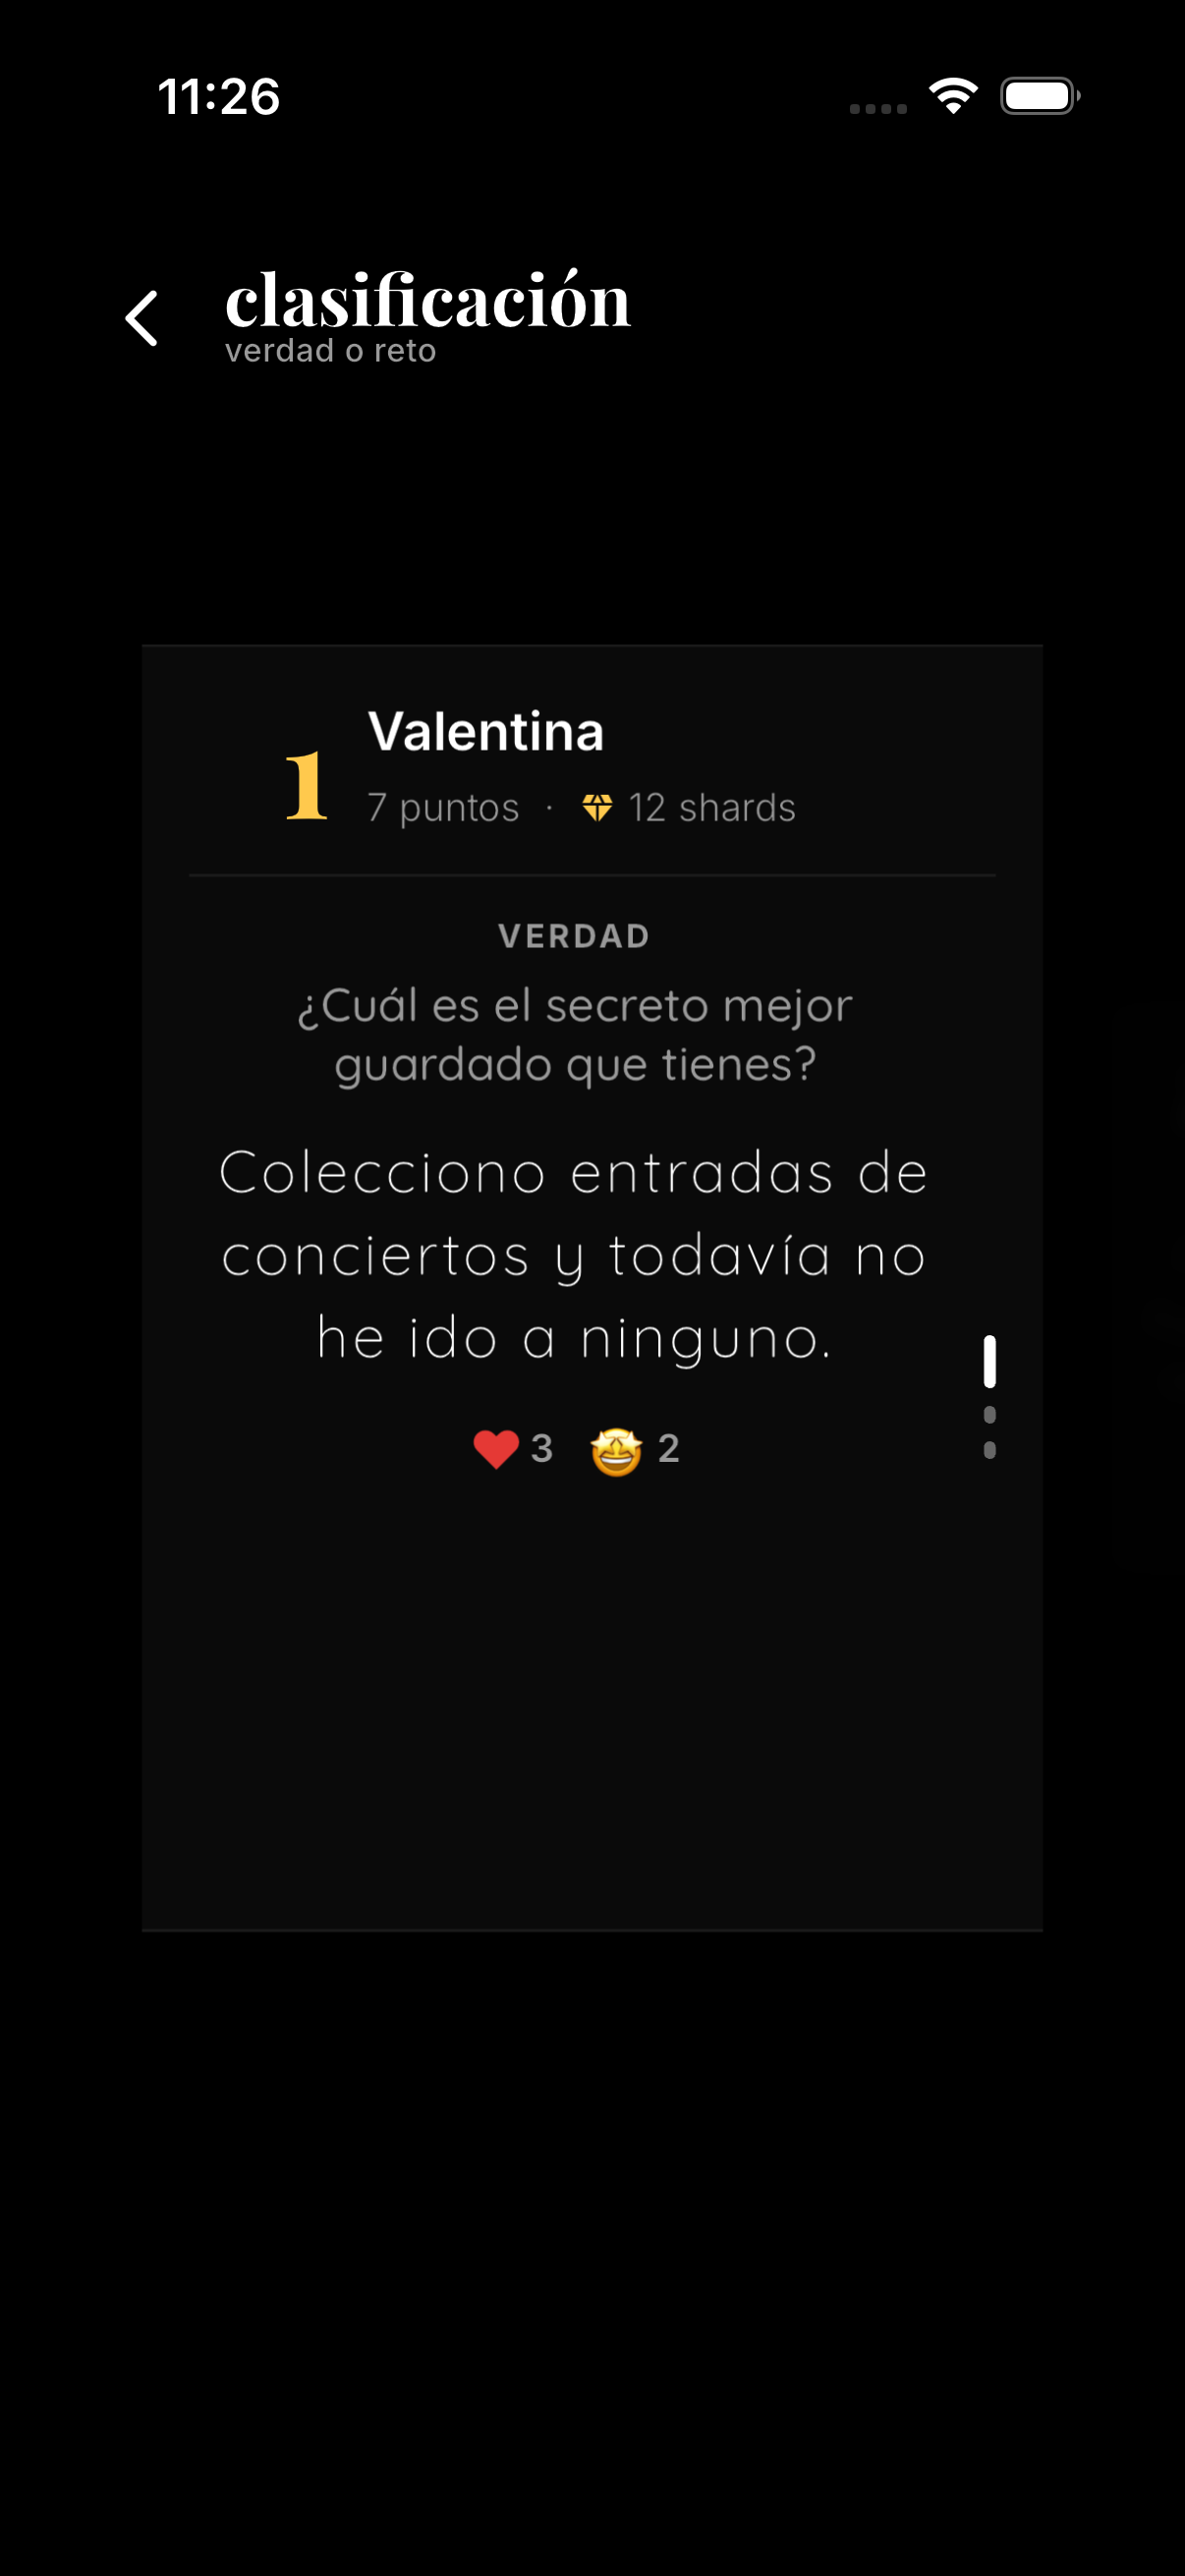 11:26
clasificación
verdad o reto
1
Valentina
7 puntos · 12 shards
VERDAD
¿Cuál es el secreto mejor
guardado que tienes?
Colecciono entradas de
conciertos y todavía no
he ido a ninguno.
❤️ 3 🤩 2